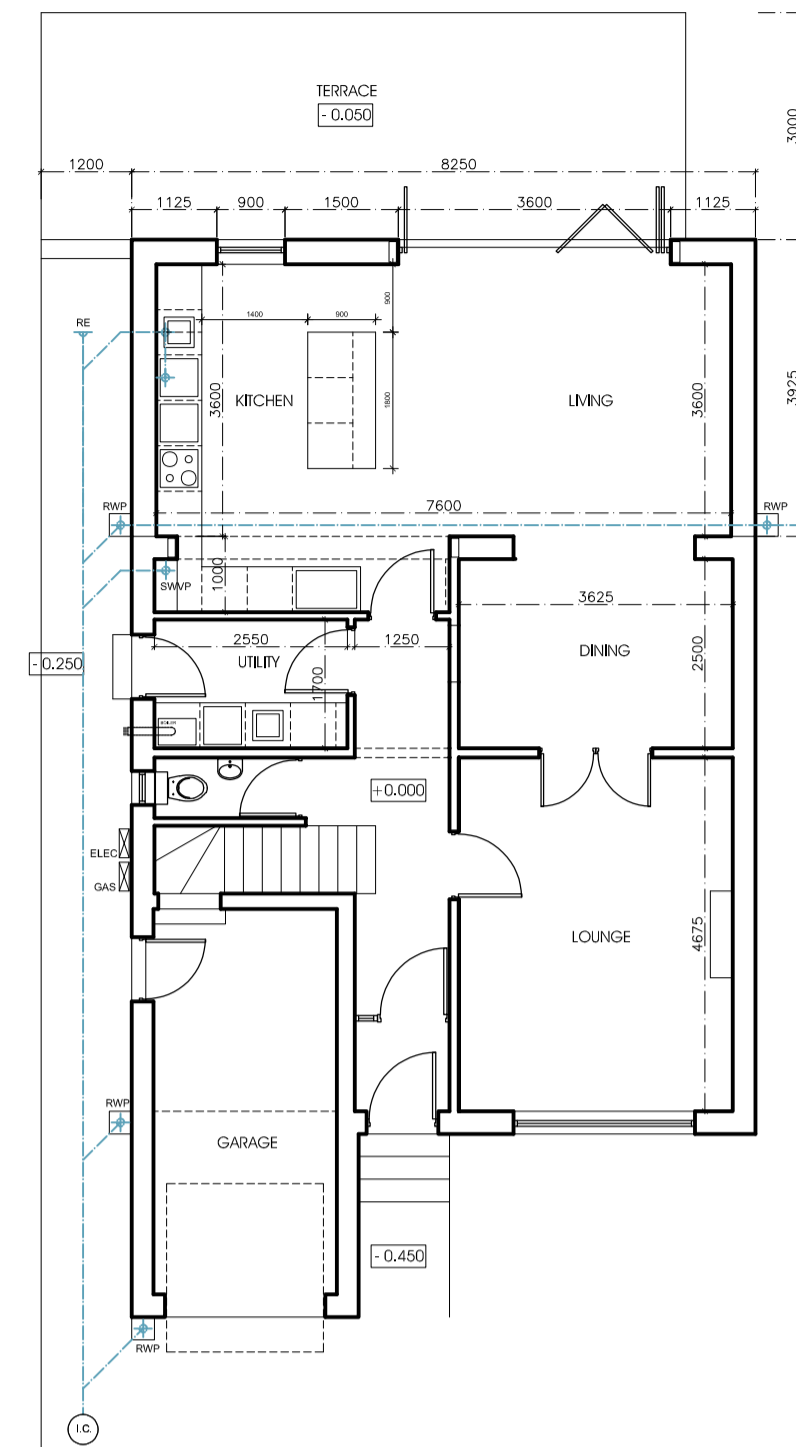 TERRACE
- 0.050
3000
1200
8250
1125
900
1500
3600
1125
RE
1400
900
900
3600
KITCHEN
1800
LIVING
3600
3925
RWP
7600
RWP
1000
SWVP
3625
2550
1250
DINING
2500
- 0.250
UTILITY
1700
BOILER
+0.000
ELEC
GAS
LOUNGE
4675
RWP
GARAGE
- 0.450
RWP
I.C.